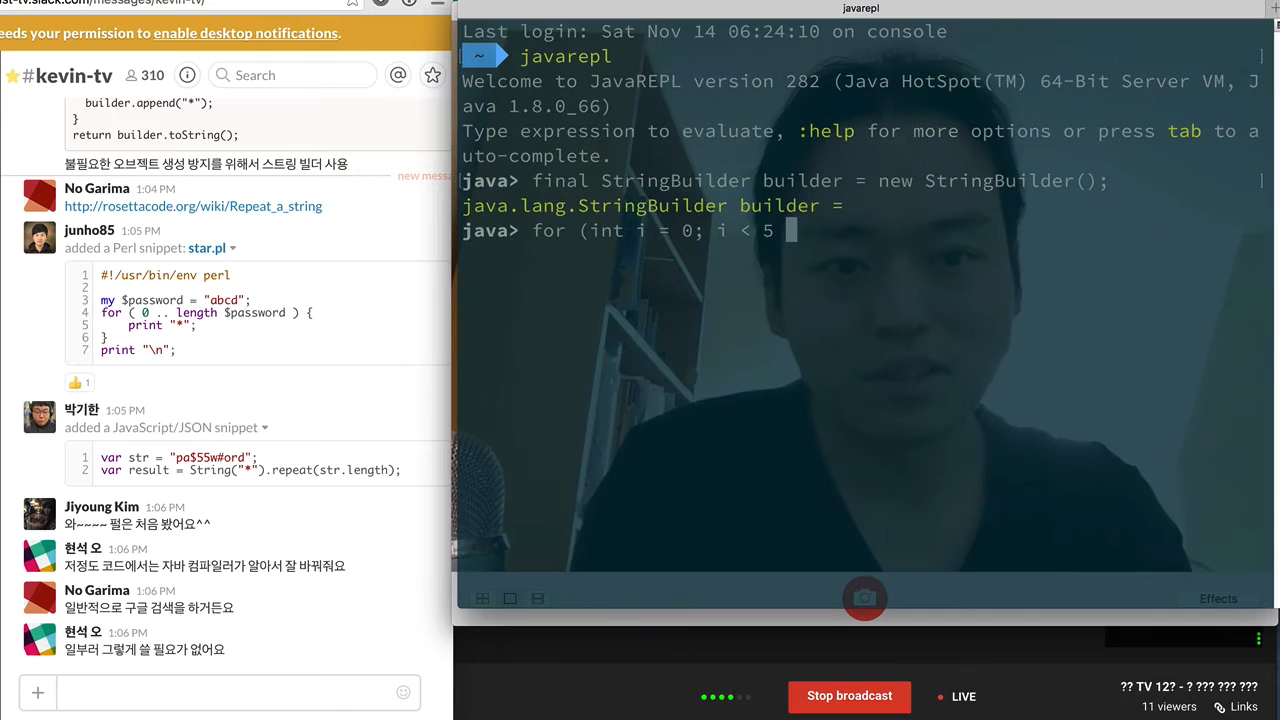 st-tv.slack.com/messages/kevin-tv/
eeds your permission to enable desktop notifications.
#kevin-tv
310
Search
builder.append("*");
}
return builder.toString();
불필요한 오브젝트 생성 방지를 위해서 스트링 빌더 사용
new messa
No Garima 1:04 PM
http://rosettacode.org/wiki/Repeat_a_string
junho85 1:05 PM
added a Perl snippet star.pl
1 #!/usr/bin/env perl
2
3 my $password = "abcd";
4 for ( 0 .. length $password ) {
5 print "*";
6 }
7 print "\n";
1
박기한 1:05 PM
added a JavaScript/JSON snippet
1 var str = "pa$55w#ord";
2 var result = String("*").repeat(str.length);
Jiyoung Kim 1:06 PM
와~~~~ 펄은 처음 봤어요^^
현석 오 1:06 PM
저정도 코드에서는 자바 컴파일러가 알아서 잘 바꿔줘요
No Garima 1:06 PM
일반적으로 구글 검색을 하거든요
현석 오 1:06 PM
일부러 그렇게 쓸 필요가 없어요
javarepl
Last login: Sat Nov 14 06:24:10 on console
[ ~ javarepl ]
Welcome to JavaREPL version 282 (Java HotSpot(TM) 64-Bit Server VM, J
ava 1.8.0_66)
Type expression to evaluate, :help for more options or press tab to a
uto-complete.
[java> final StringBuilder builder = new StringBuilder(); ]
java.lang.StringBuilder builder =
java> for (int i = 0; i < 5
Effects
Stop broadcast
LIVE
?? TV 12? - ? ??? ??? ???
11 viewers
Links